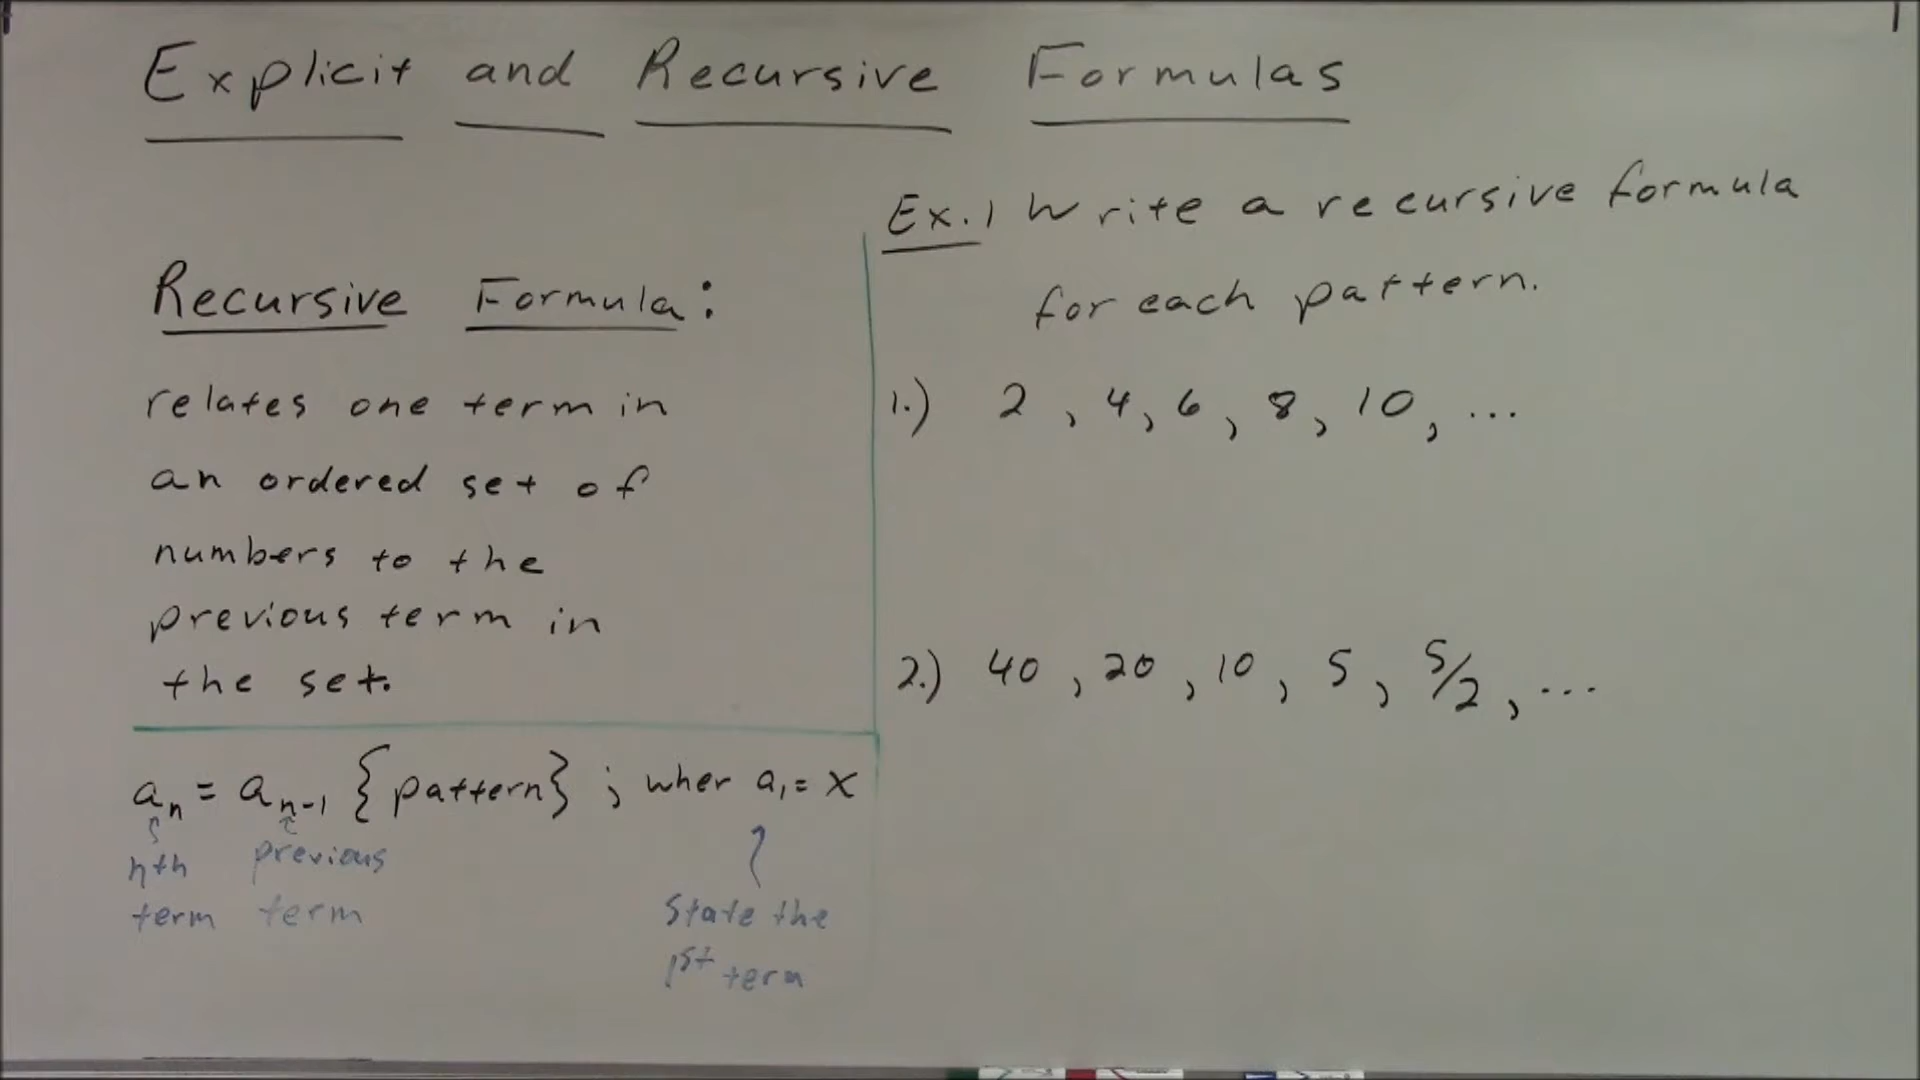 Explicit and Recursive Formulas
Recursive Formula:
relates one term in
an ordered set of
numbers to the
previous term in
the set.
aₙ = aₙ₋₁ {pattern} ; wher a₁ = x
nth
term
previous
term
State the
1st term
Ex. 1 Write a recursive formula
for each pattern.
1.) 2, 4, 6, 8, 10, ...
2.) 40, 20, 10, 5, 5/2, ...